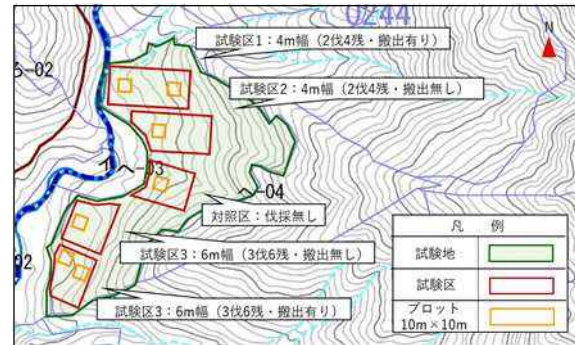 0244
試験区1：4m幅（2伐4残・搬出有り）
N
ろ-02
試験区2：4m幅（2伐4残・搬出無し）
へ-03
へ-04
対照区：伐採無し
試験区3：6m幅（3伐6残・搬出無し）
02
試験区3：6m幅（3伐6残・搬出有り）
凡 例
試験地
試験区
プロット
10m×10m